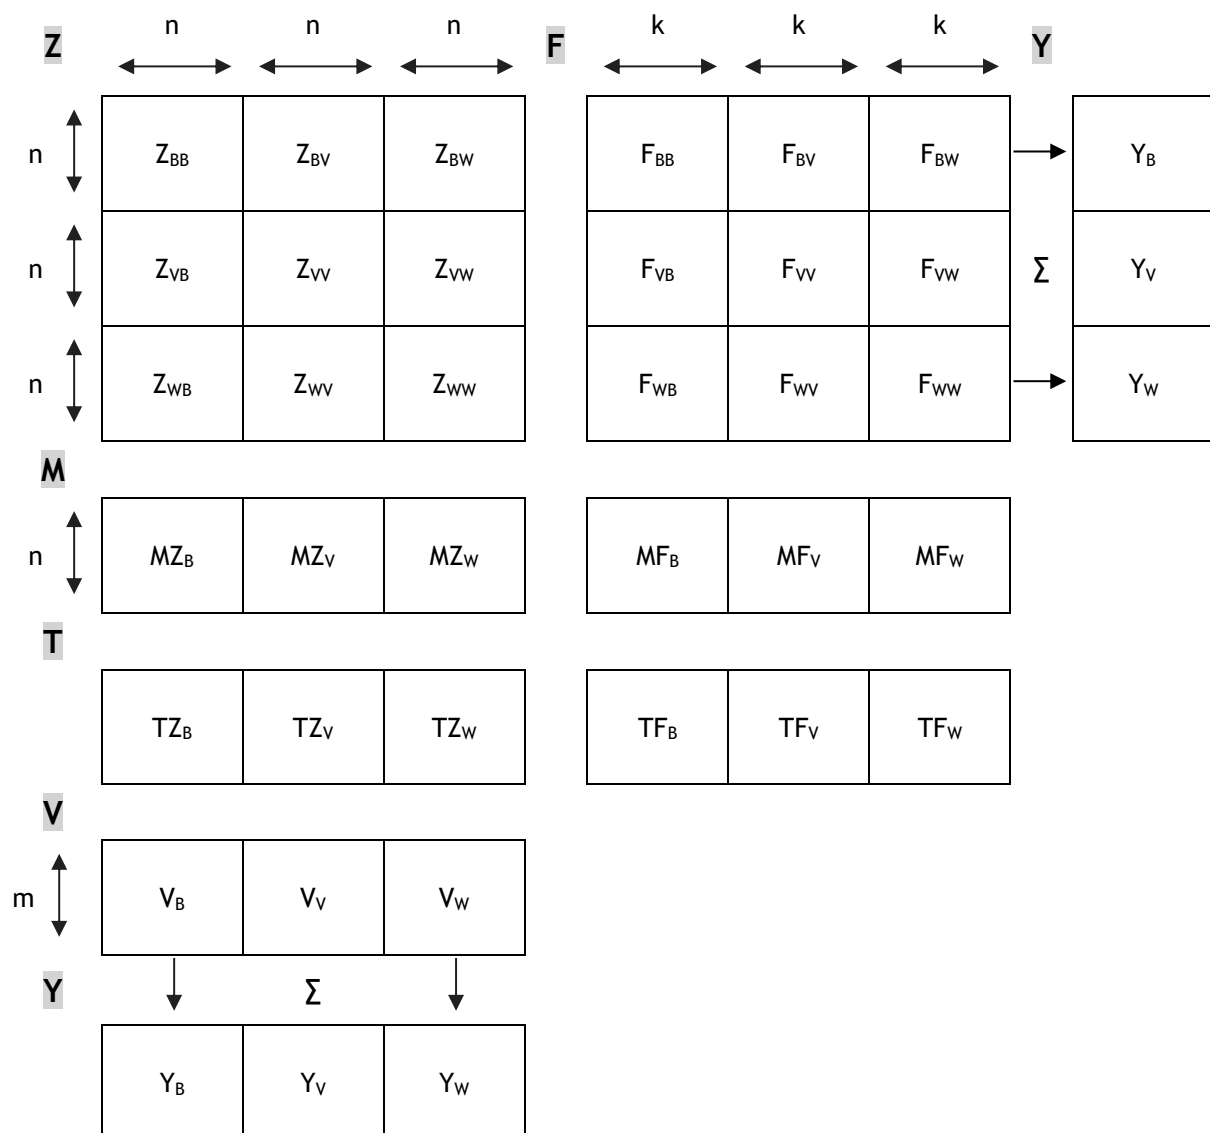 Z n n n F k k k Y
n Z_BB Z_BV Z_BW F_BB F_BV F_BW Y_B
n Z_VB Z_VV Z_VW F_VB F_VV F_VW Σ Y_V
n Z_WB Z_WV Z_WW F_WB F_WV F_WW Y_W
M
n MZ_B MZ_V MZ_W MF_B MF_V MF_W
T
TZ_B TZ_V TZ_W TF_B TF_V TF_W
V
m V_B V_V V_W
Y Σ
Y_B Y_V Y_W